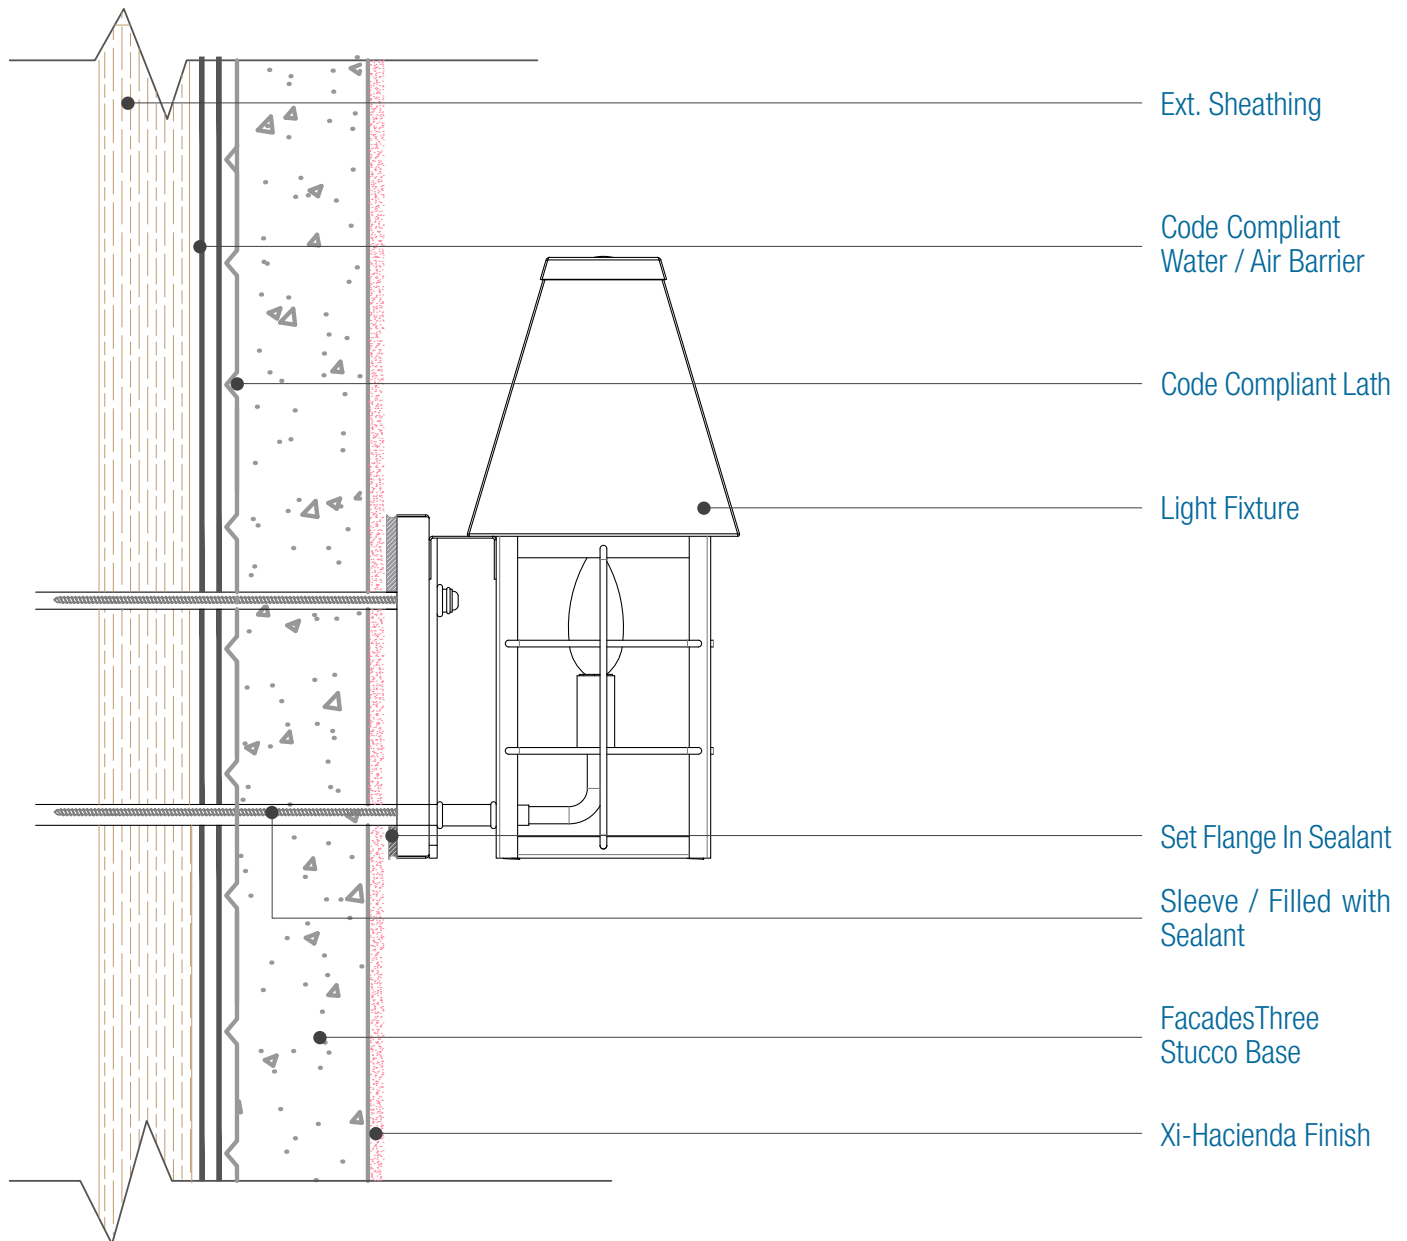 Ext. Sheathing
Code Compliant
Water / Air Barrier
Code Compliant Lath
Light Fixture
Set Flange In Sealant
Sleeve / Filled with
Sealant
FacadesThree
Stucco Base
Xi-Hacienda Finish